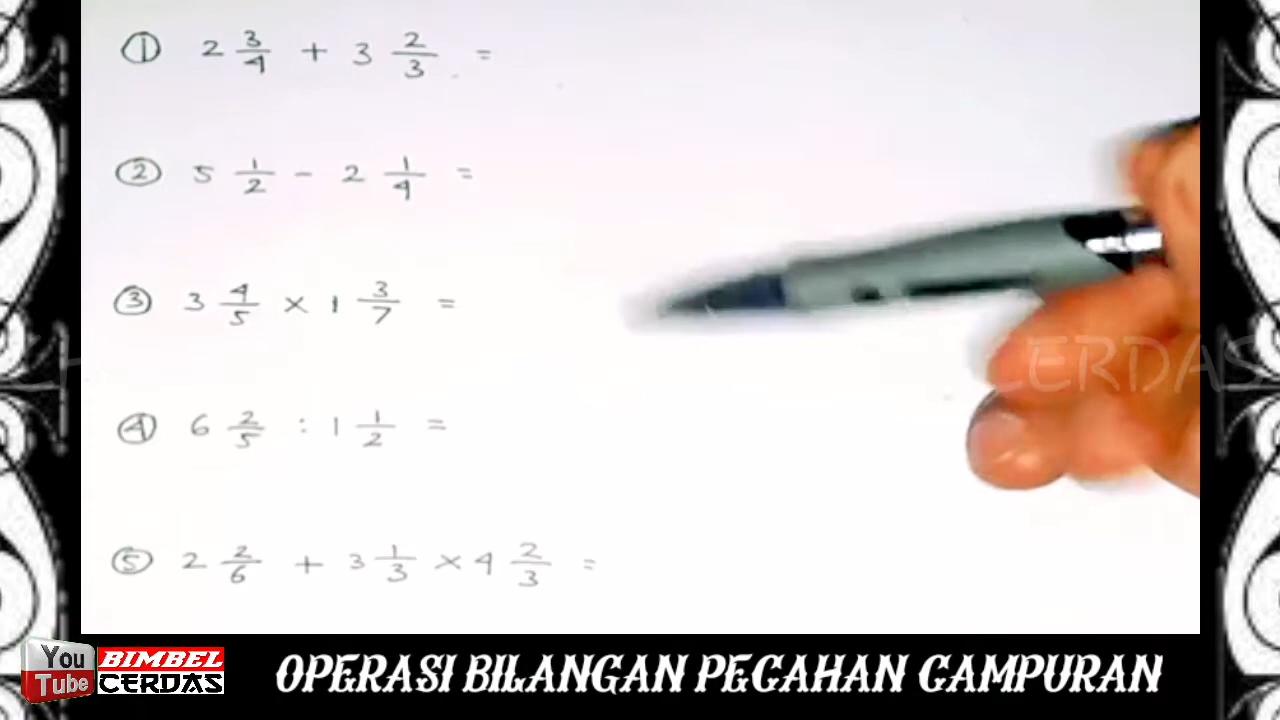 ① 2 3/4 + 3 2/3 =
② 5 1/2 - 2 1/4 =
③ 3 4/5 × 1 3/7 =
CERDAS
④ 6 2/5 : 1 1/2 =
⑤ 2 2/6 + 3 1/3 × 4 2/3 =
You Tube BIMBEL CERDAS
OPERASI BILANGAN PECAHAN CAMPURAN